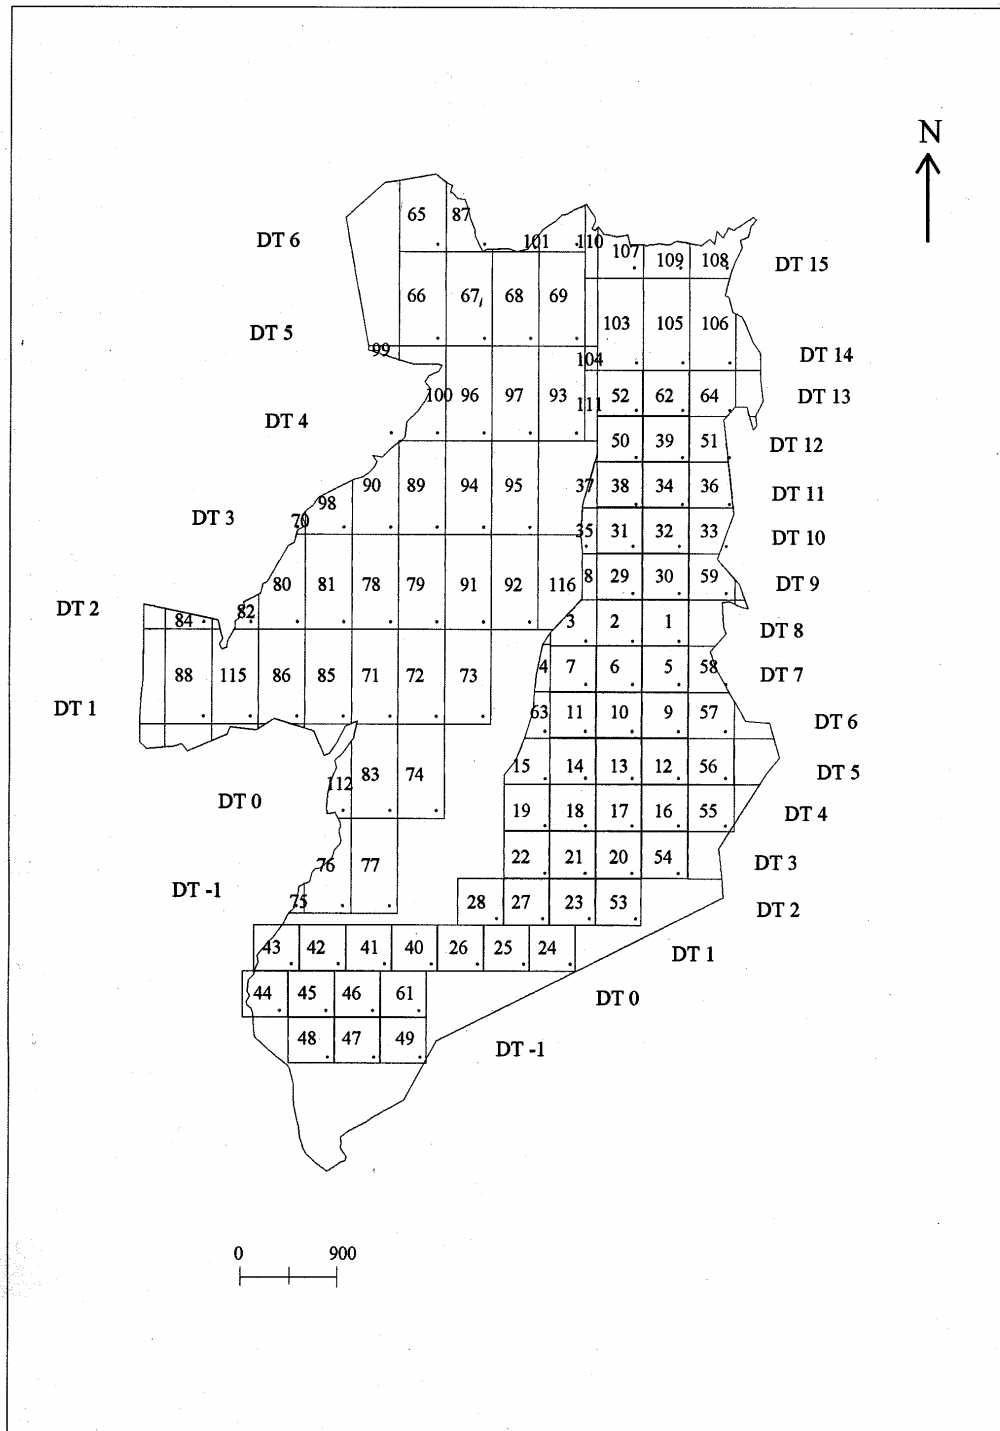 N
65 87
DT 6 101 110 107 109 108 DT 15
66 67 68 69
103 105 106
DT 5
99 104 DT 14
100 96 97 93 111 52 62 64 DT 13
DT 4
50 39 51 DT 12
90 89 94 95 37 38 34 36 DT 11
98
DT 3 70 35 31 32 33 DT 10
80 81 78 79 91 92 116 8 29 30 59 DT 9
DT 2 84 82 3 2 1 DT 8
88 115 86 85 71 72 73 4 7 6 5 58 DT 7
DT 1 63 11 10 9 57 DT 6
112 83 74 15 14 13 12 56 DT 5
DT 0 19 18 17 16 55 DT 4
76 77 22 21 20 54 DT 3
DT -1 75 28 27 23 53 DT 2
43 42 41 40 26 25 24 DT 1
44 45 46 61 DT 0
48 47 49 DT -1
0 900